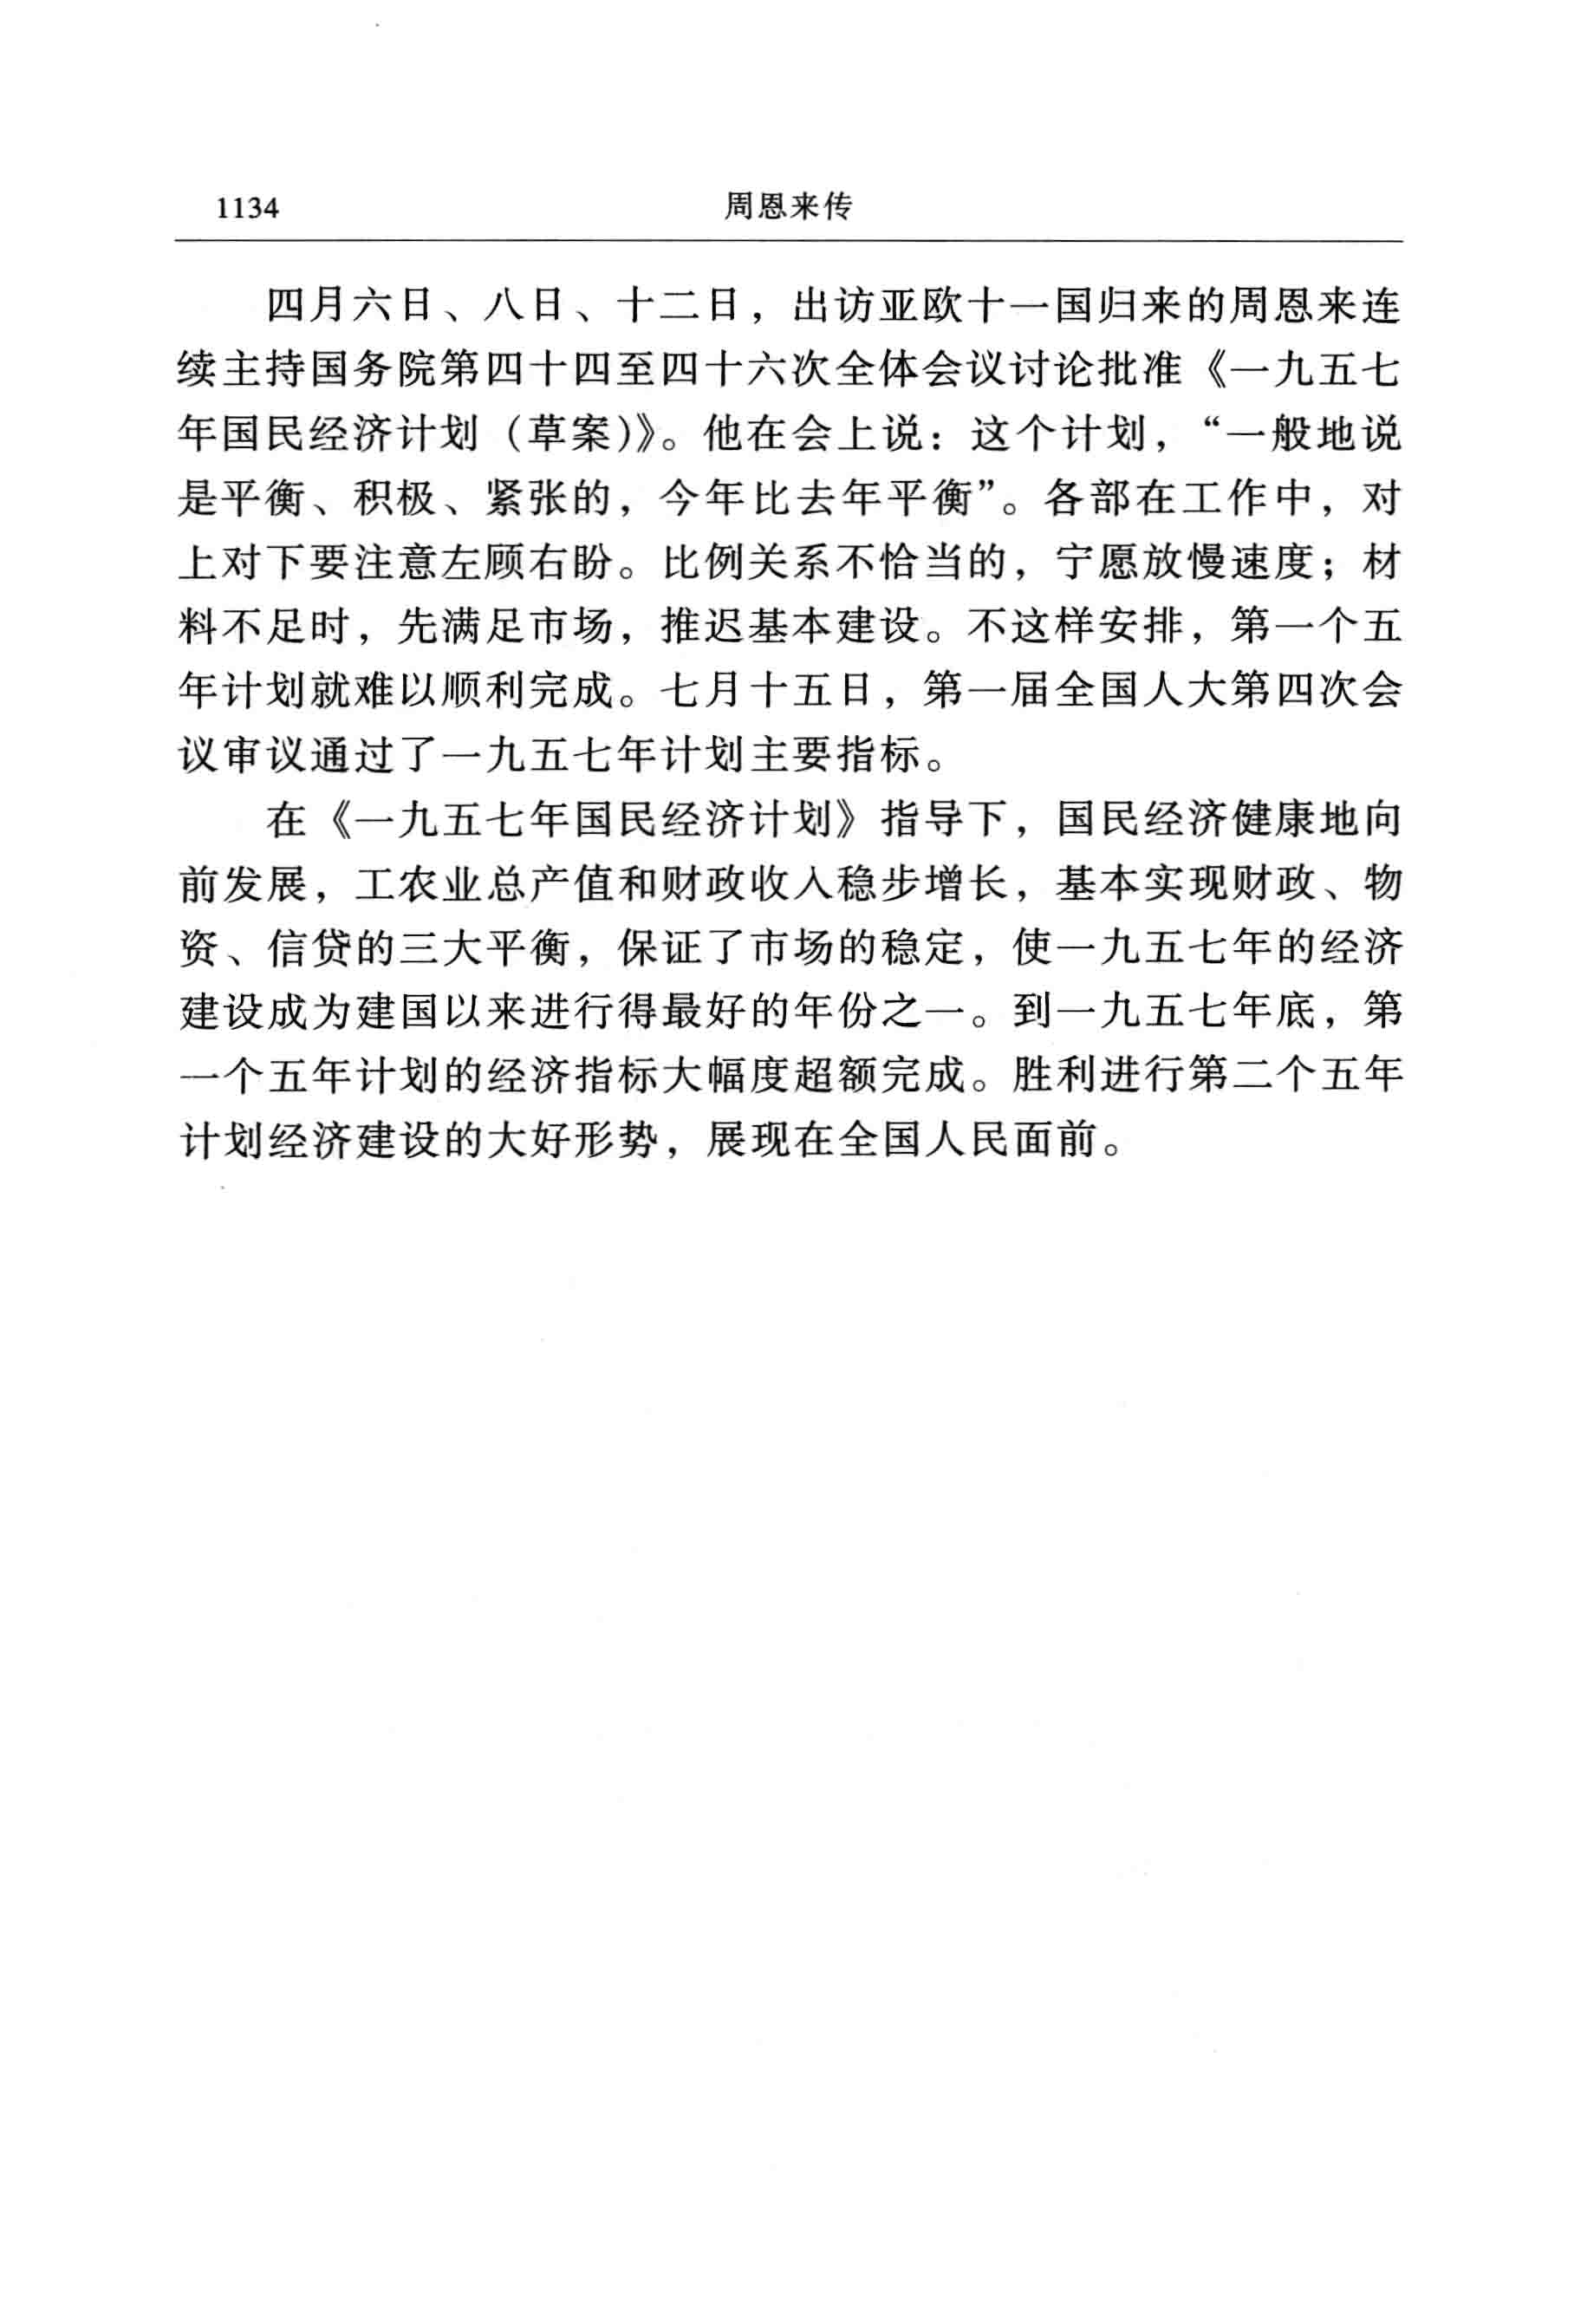 1134
周恩来传
四月六日、八日、十二日，出访亚欧十一国归来的周恩来连
续主持国务院第四十四至四十六次全体会议讨论批准《一九五七
年国民经济计划（草案）》。他在会上说：这个计划，“一般地说
是平衡、积极、紧张的，今年比去年平衡”。各部在工作中，对
上对下要注意左顾右盼。比例关系不恰当的，宁愿放慢速度；材
料不足时，先满足市场，推迟基本建设。不这样安排，第一个五
年计划就难以顺利完成。七月十五日，第一届全国人大第四次会
议审议通过了一九五七年计划主要指标。
在《一九五七年国民经济计划》指导下，国民经济健康地向
前发展，工农业总产值和财政收入稳步增长，基本实现财政、物
资、信贷的三大平衡，保证了市场的稳定，使一九五七年的经济
建设成为建国以来进行得最好的年份之一。到一九五七年底，第
一个五年计划的经济指标大幅度超额完成。胜利进行第二个五年
计划经济建设的大好形势，展现在全国人民面前。